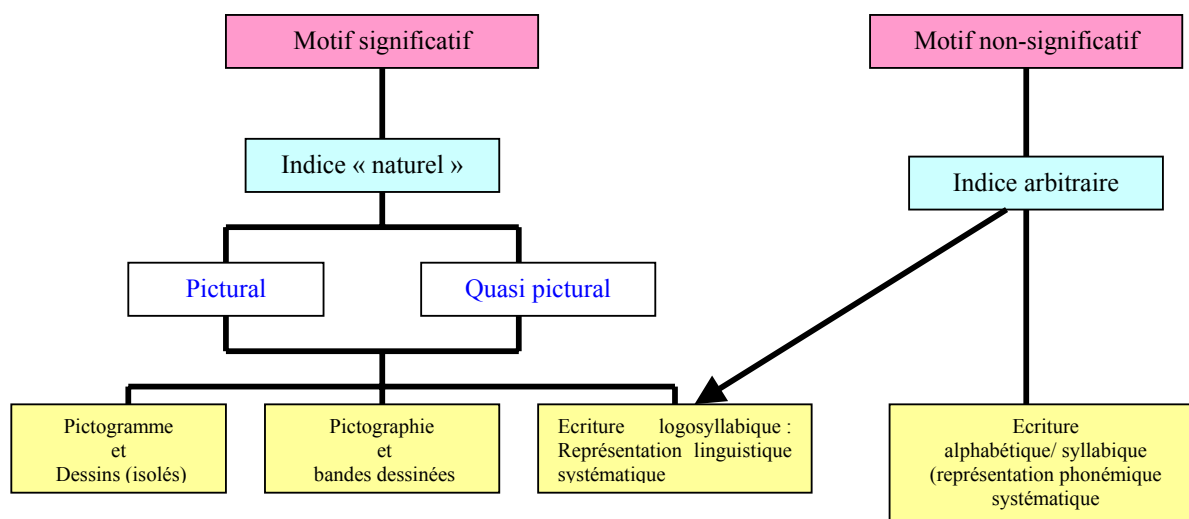 Motif significatif
Motif non-significatif
Indice « naturel »
Indice arbitraire
Pictural
Quasi pictural
Pictogramme
et
Dessins (isolés)
Pictographie
et
bandes dessinées
Ecriture logosyllabique :
Représentation linguistique
systématique
Ecriture
alphabétique/ syllabique
(représentation phonémique
systématique